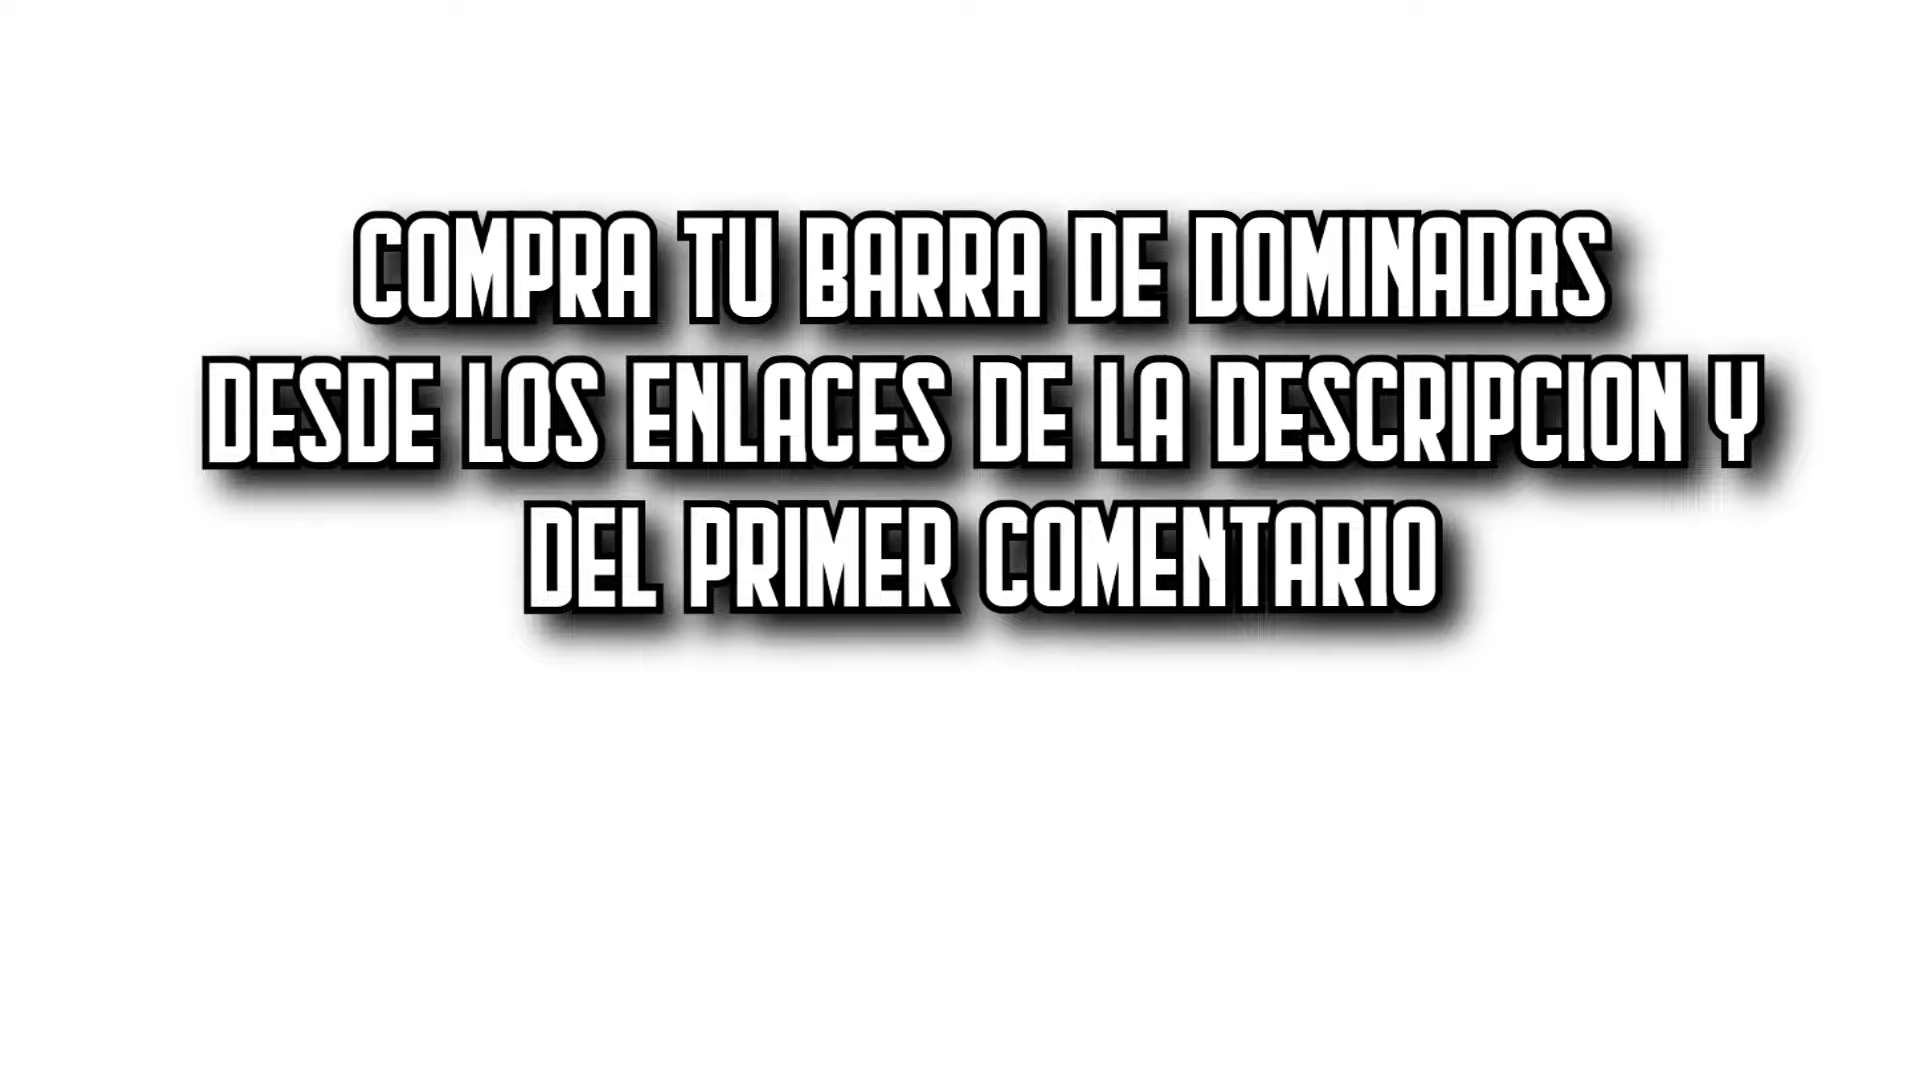 COMPRA TU BARRA DE DOMINADAS
DESDE LOS ENLACES DE LA DESCRIPCION Y
DEL PRIMER COMENTARIO